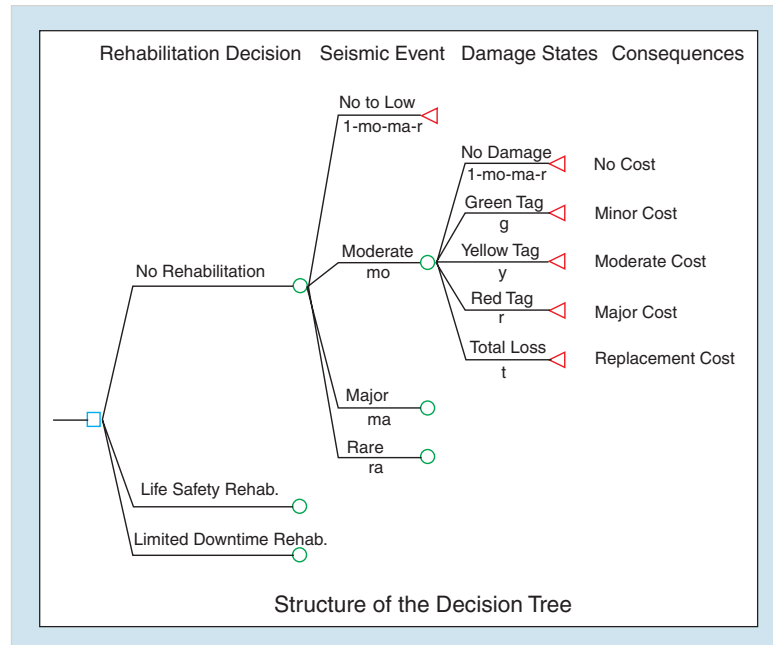 Rehabilitation Decision Seismic Event Damage States Consequences
No to Low
1-mo-ma-r
No Damage
1-mo-ma-r
No Cost
Green Tag
g
Minor Cost
Moderate
mo
Yellow Tag
y
Moderate Cost
No Rehabilitation
Red Tag
r
Major Cost
Total Loss
t
Replacement Cost
Major
ma
Rare
ra
Life Safety Rehab.
Limited Downtime Rehab.
Structure of the Decision Tree